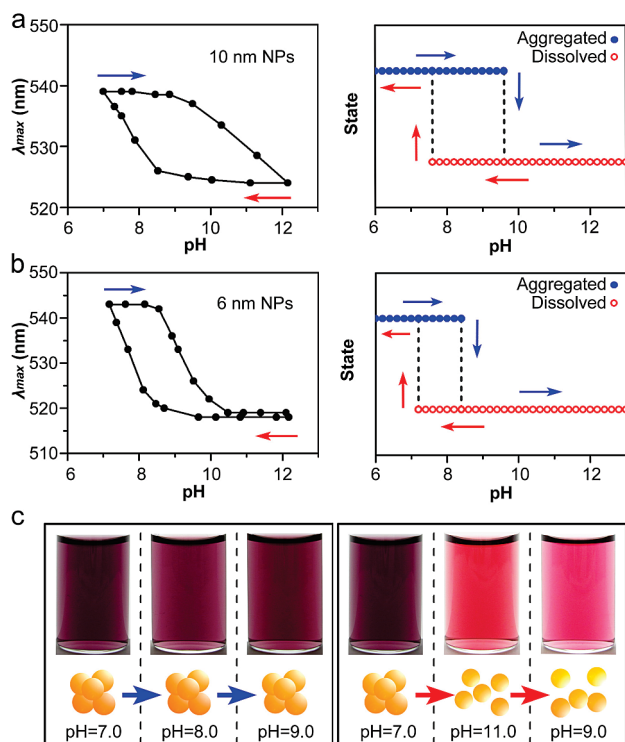 a
550
540
530
520
λmax (nm)
10 nm NPs
6 8 10 12
pH
State
Aggregated
Dissolved
6 8 10 12
pH
b
550
540
530
520
510
λmax (nm)
6 nm NPs
6 8 10 12
pH
State
Aggregated
Dissolved
6 8 10 12
pH
c
pH=7.0 pH=8.0 pH=9.0
pH=7.0 pH=11.0 pH=9.0